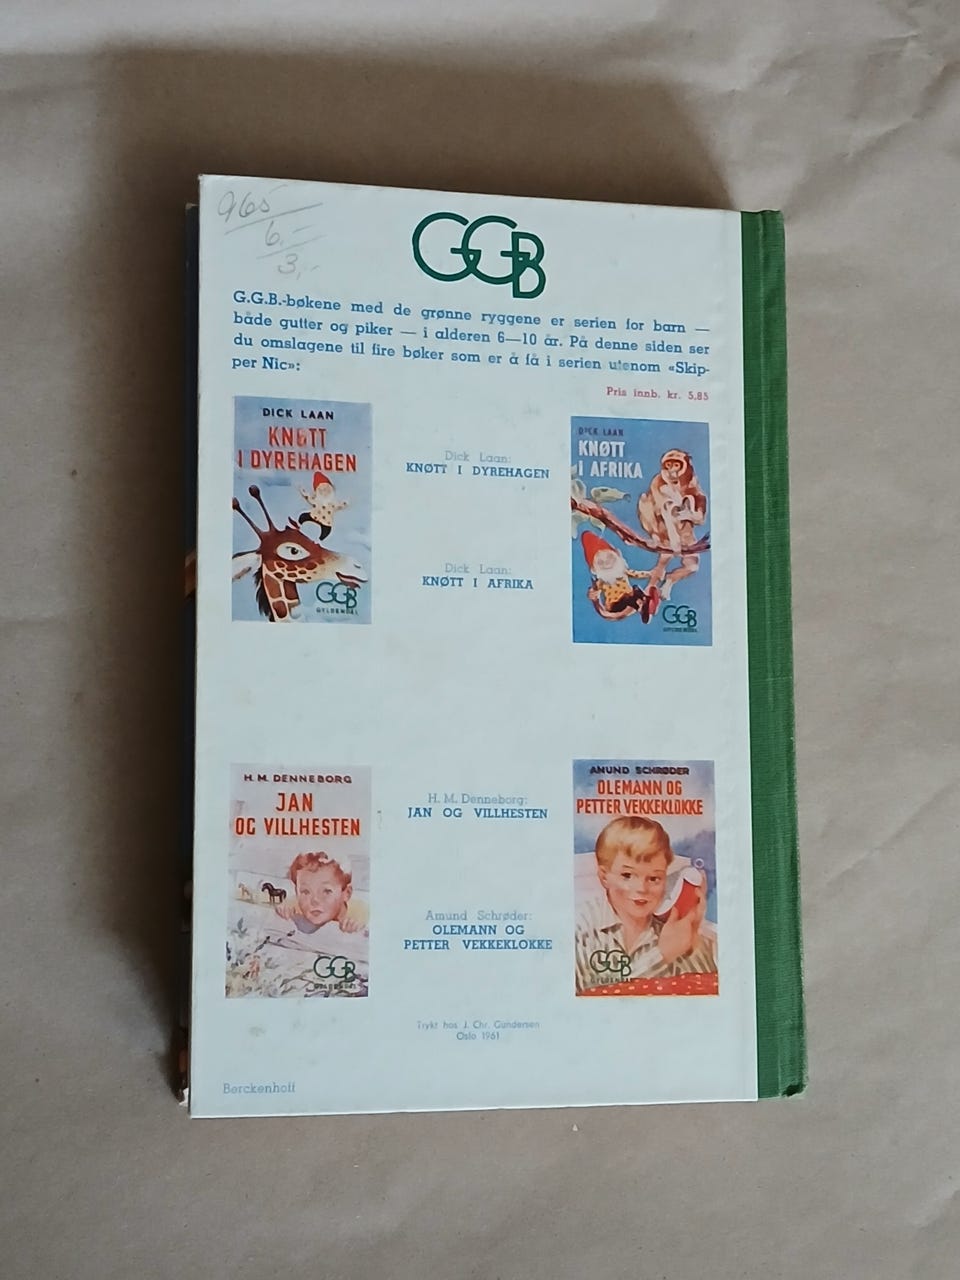 965
6.-
3,-
GGB
G.G.B.-bøkene med de grønne ryggene er serien for barn —
både gutter og piker — i alderen 6—10 år. På denne siden ser
du omslagene til fire bøker som er å få i serien utenom «Skip-
per Nic»:
Pris innb. kr. 5,85
DICK LAAN
KNØTT
I DYREHAGEN
GGB
GYLDENDAL
Dick Laan:
KNØTT I DYREHAGEN
Dick Laan:
KNØTT I AFRIKA
DICK LAAN
KNØTT
I AFRIKA
GGB
GYLDENDAL
H. M. DENNEBORG
JAN
OG VILLHESTEN
GGB
GYLDENDAL
H. M. Denneborg:
JAN OG VILLHESTEN
Amund Schrøder:
OLEMANN OG
PETTER VEKKEKLOKKE
AMUND SCHRØDER
OLEMANN OG
PETTER VEKKEKLOKKE
GGB
GYLDENDAL
Trykt hos J. Chr. Gundersen
Oslo 1961
Berckenhoff